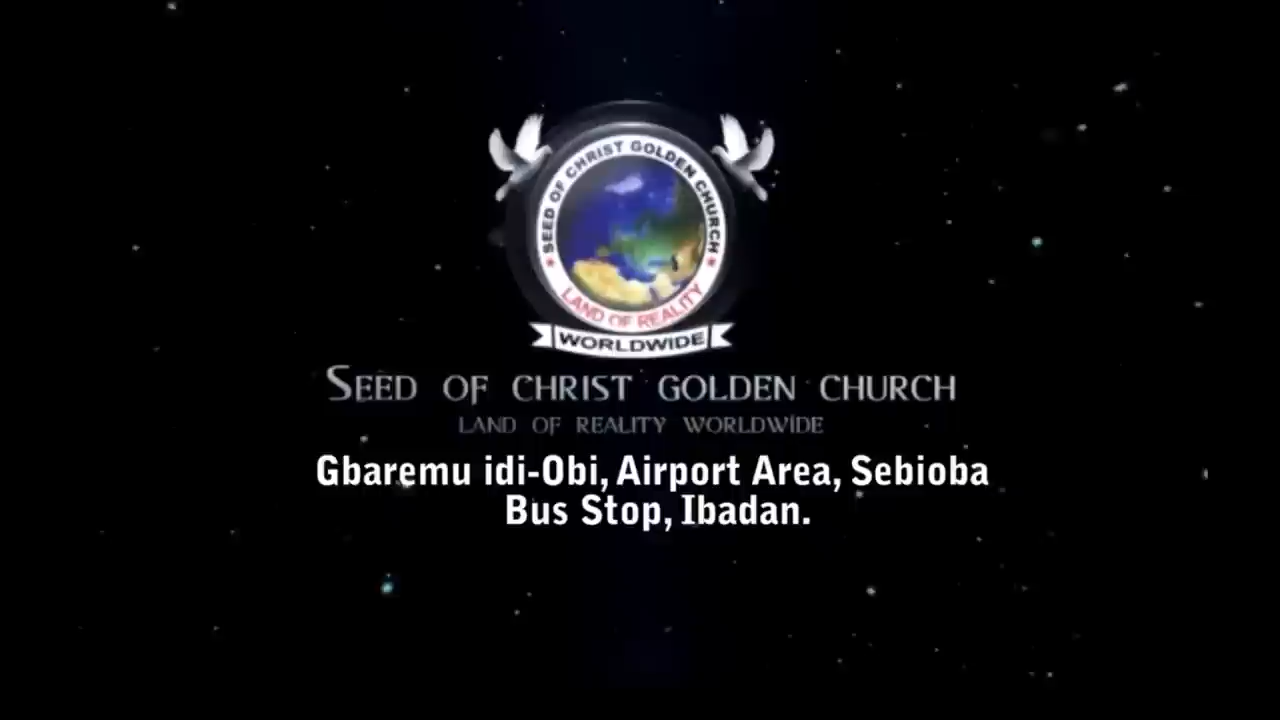 SEED OF CHRIST GOLDEN CHURCH
LAND OF REALITY
WORLDWIDE
SEED OF CHRIST GOLDEN CHURCH
LAND OF REALITY WORLDWIDE
Gbaremu idi-Obi, Airport Area, Sebioba
Bus Stop, Ibadan.